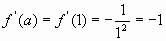 f'(a) = f'(1) = -1/1² = -1